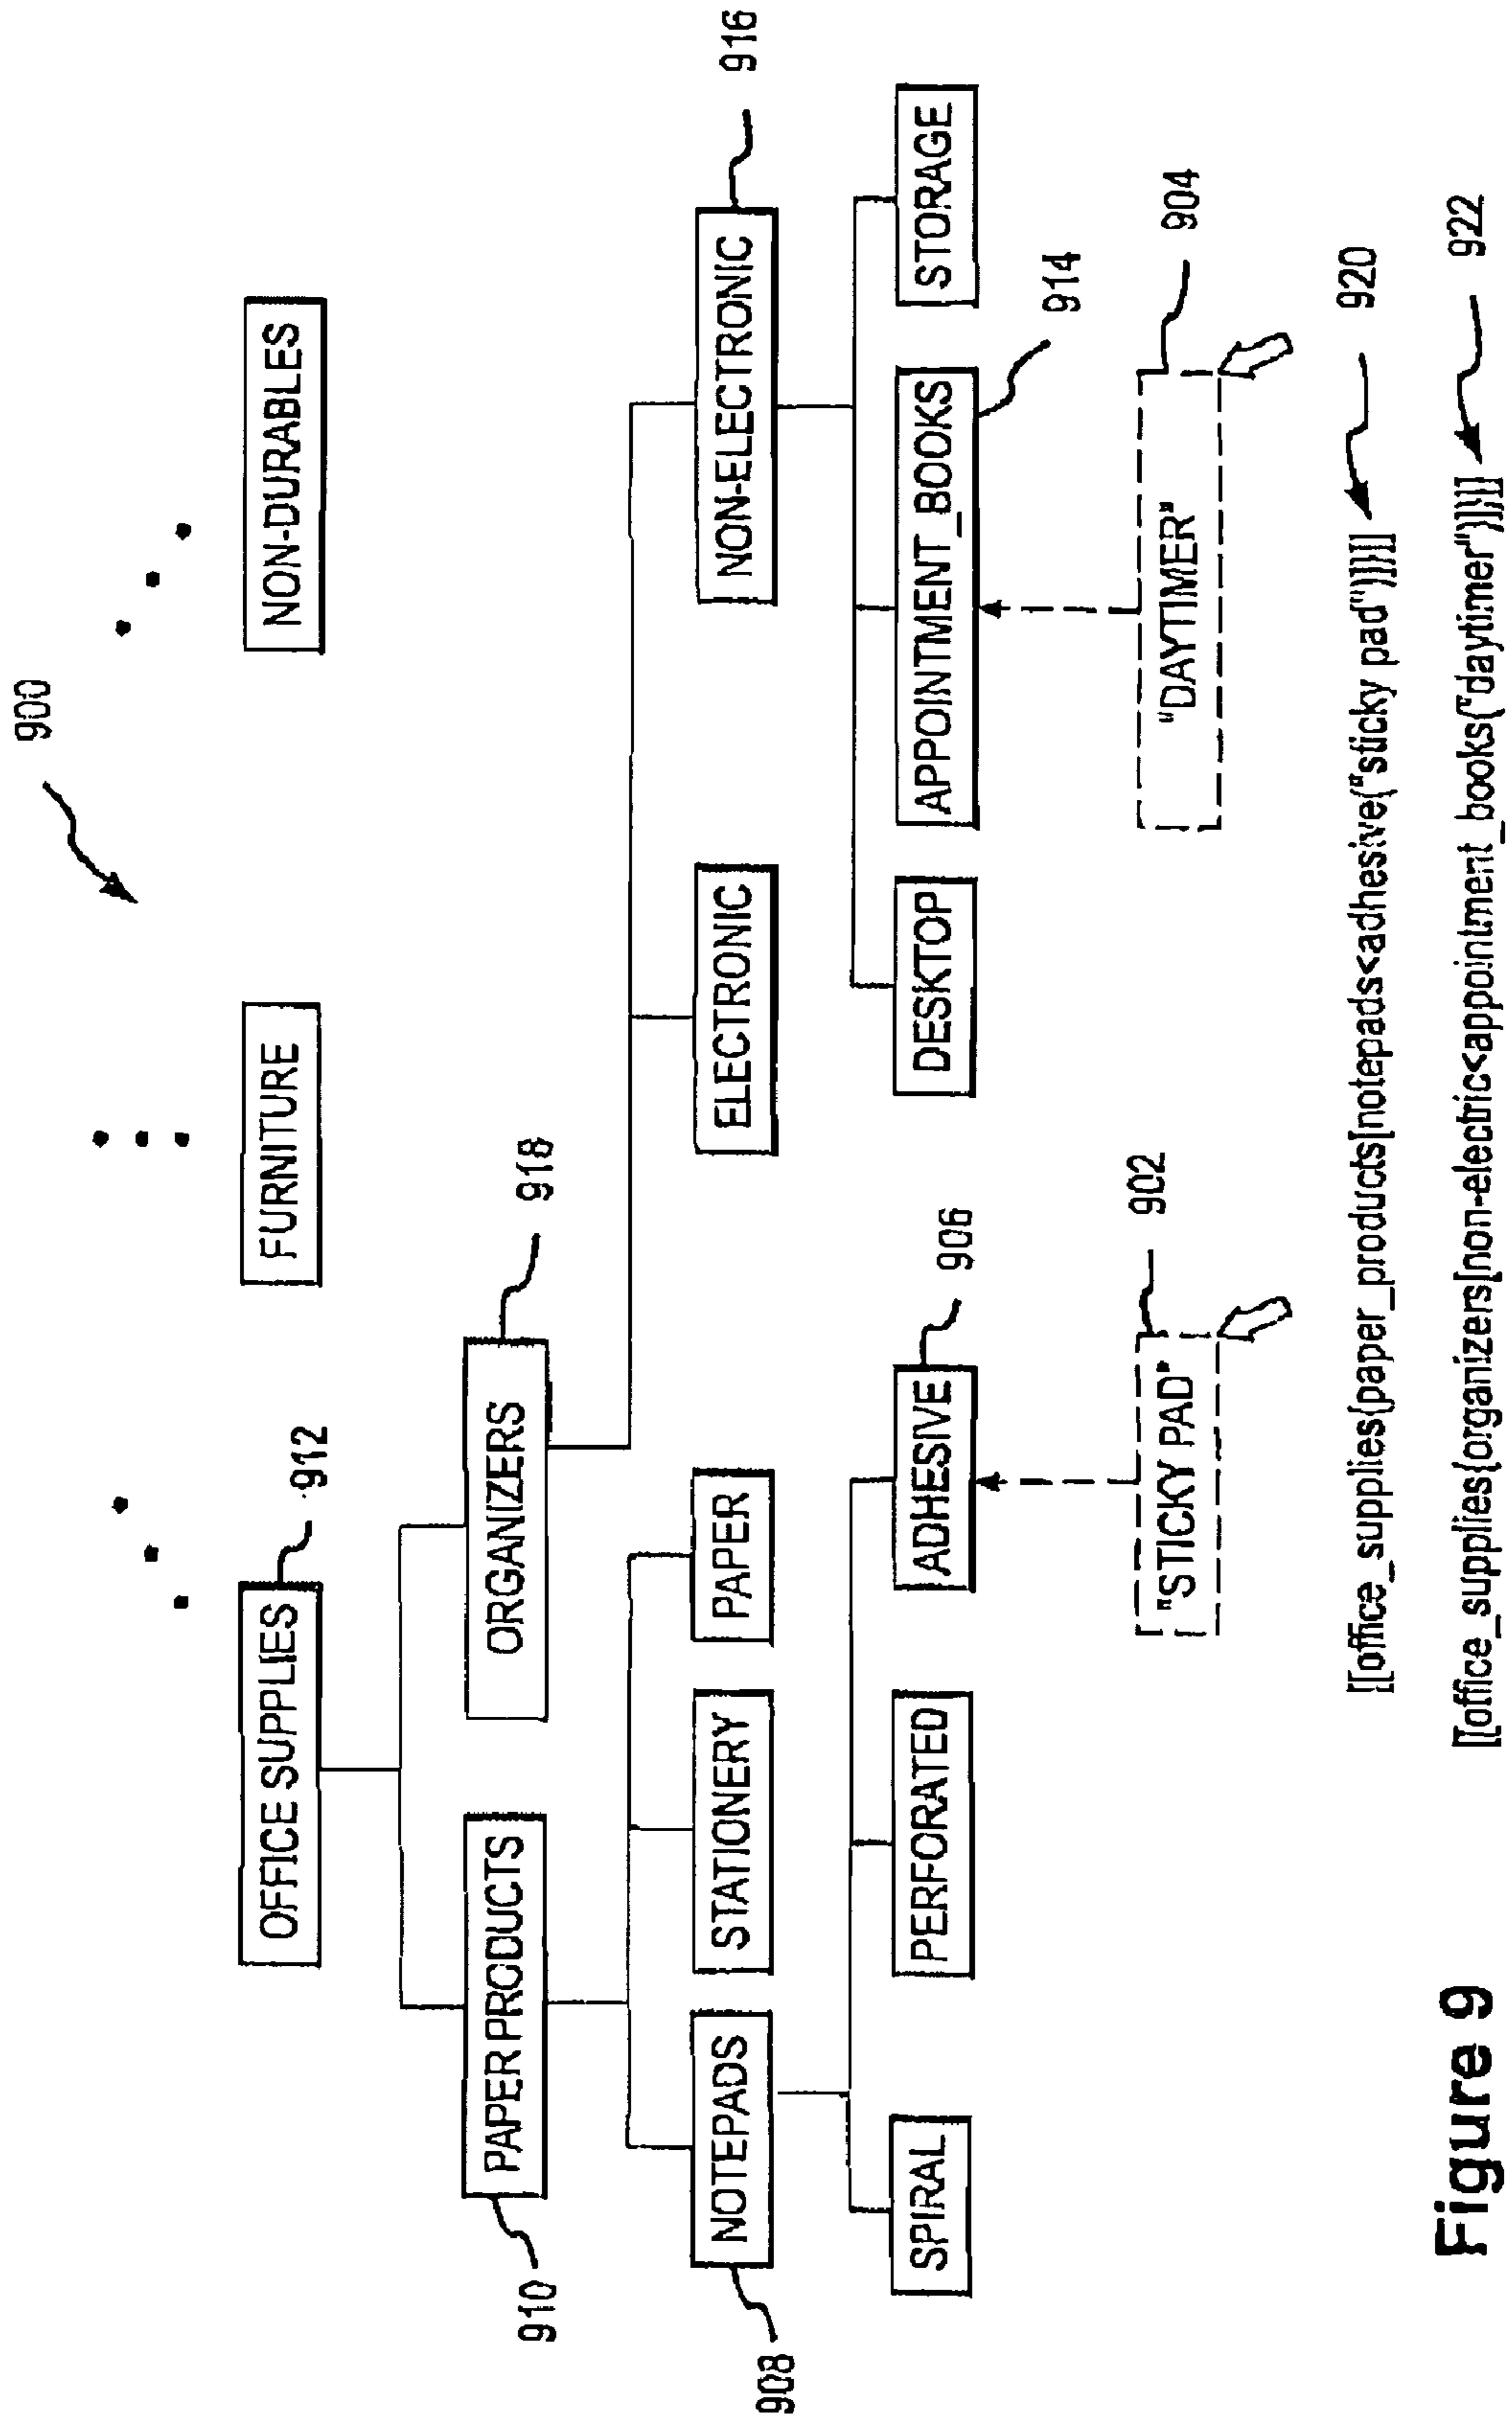 900
OFFICE SUPPLIES
912
FURNITURE
NON-DURABLES
910
PAPER PRODUCTS
ORGANIZERS
918
908
NOTEPADS
STATIONERY
PAPER
ELECTRONIC
NON-ELECTRONIC
916
SPIRAL
PERFORATED
ADHESIVE
906
DESKTOP
APPOINTMENT_BOOKS
914
STORAGE
"STICKY PAD"
902
"DAYTIMER"
904
[[office_supplies{paper_products[notepads<adhesive("sticky pad")]}]] 920
[[office_supplies{organizers[non-electric<appointment_books("daytimer")]}]] 922
Figure 9